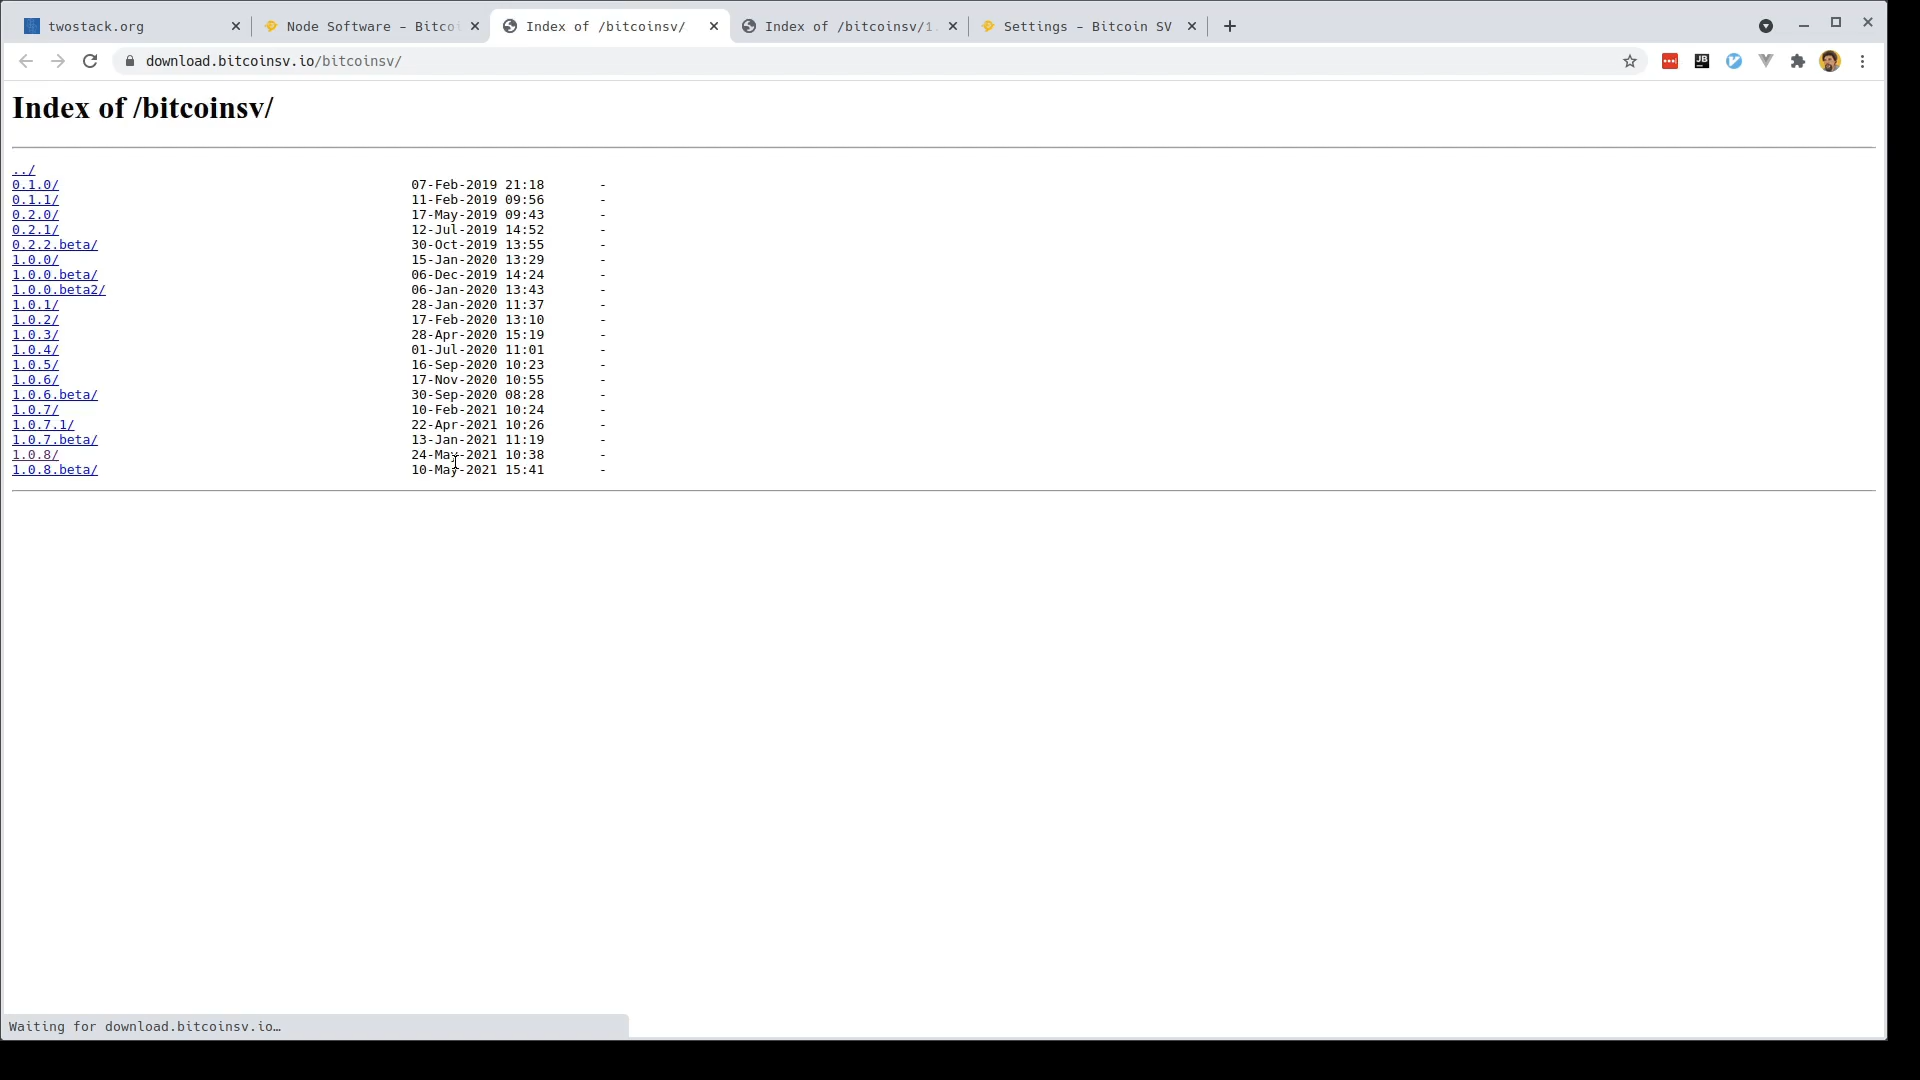 twostack.org
Node Software – Bitco
Index of /bitcoinsv/
Index of /bitcoinsv/1
Settings – Bitcoin SV
download.bitcoinsv.io/bitcoinsv/
JB
Index of /bitcoinsv/
../
0.1.0/ 07-Feb-2019 21:18 -
0.1.1/ 11-Feb-2019 09:56 -
0.2.0/ 17-May-2019 09:43 -
0.2.1/ 12-Jul-2019 14:52 -
0.2.2.beta/ 30-Oct-2019 13:55 -
1.0.0/ 15-Jan-2020 13:29 -
1.0.0.beta/ 06-Dec-2019 14:24 -
1.0.0.beta2/ 06-Jan-2020 13:43 -
1.0.1/ 28-Jan-2020 11:37 -
1.0.2/ 17-Feb-2020 13:10 -
1.0.3/ 28-Apr-2020 15:19 -
1.0.4/ 01-Jul-2020 11:01 -
1.0.5/ 16-Sep-2020 10:23 -
1.0.6/ 17-Nov-2020 10:55 -
1.0.6.beta/ 30-Sep-2020 08:28 -
1.0.7/ 10-Feb-2021 10:24 -
1.0.7.1/ 22-Apr-2021 10:26 -
1.0.7.beta/ 13-Jan-2021 11:19 -
1.0.8/ 24-May-2021 10:38 -
1.0.8.beta/ 10-May-2021 15:41 -
Waiting for download.bitcoinsv.io…